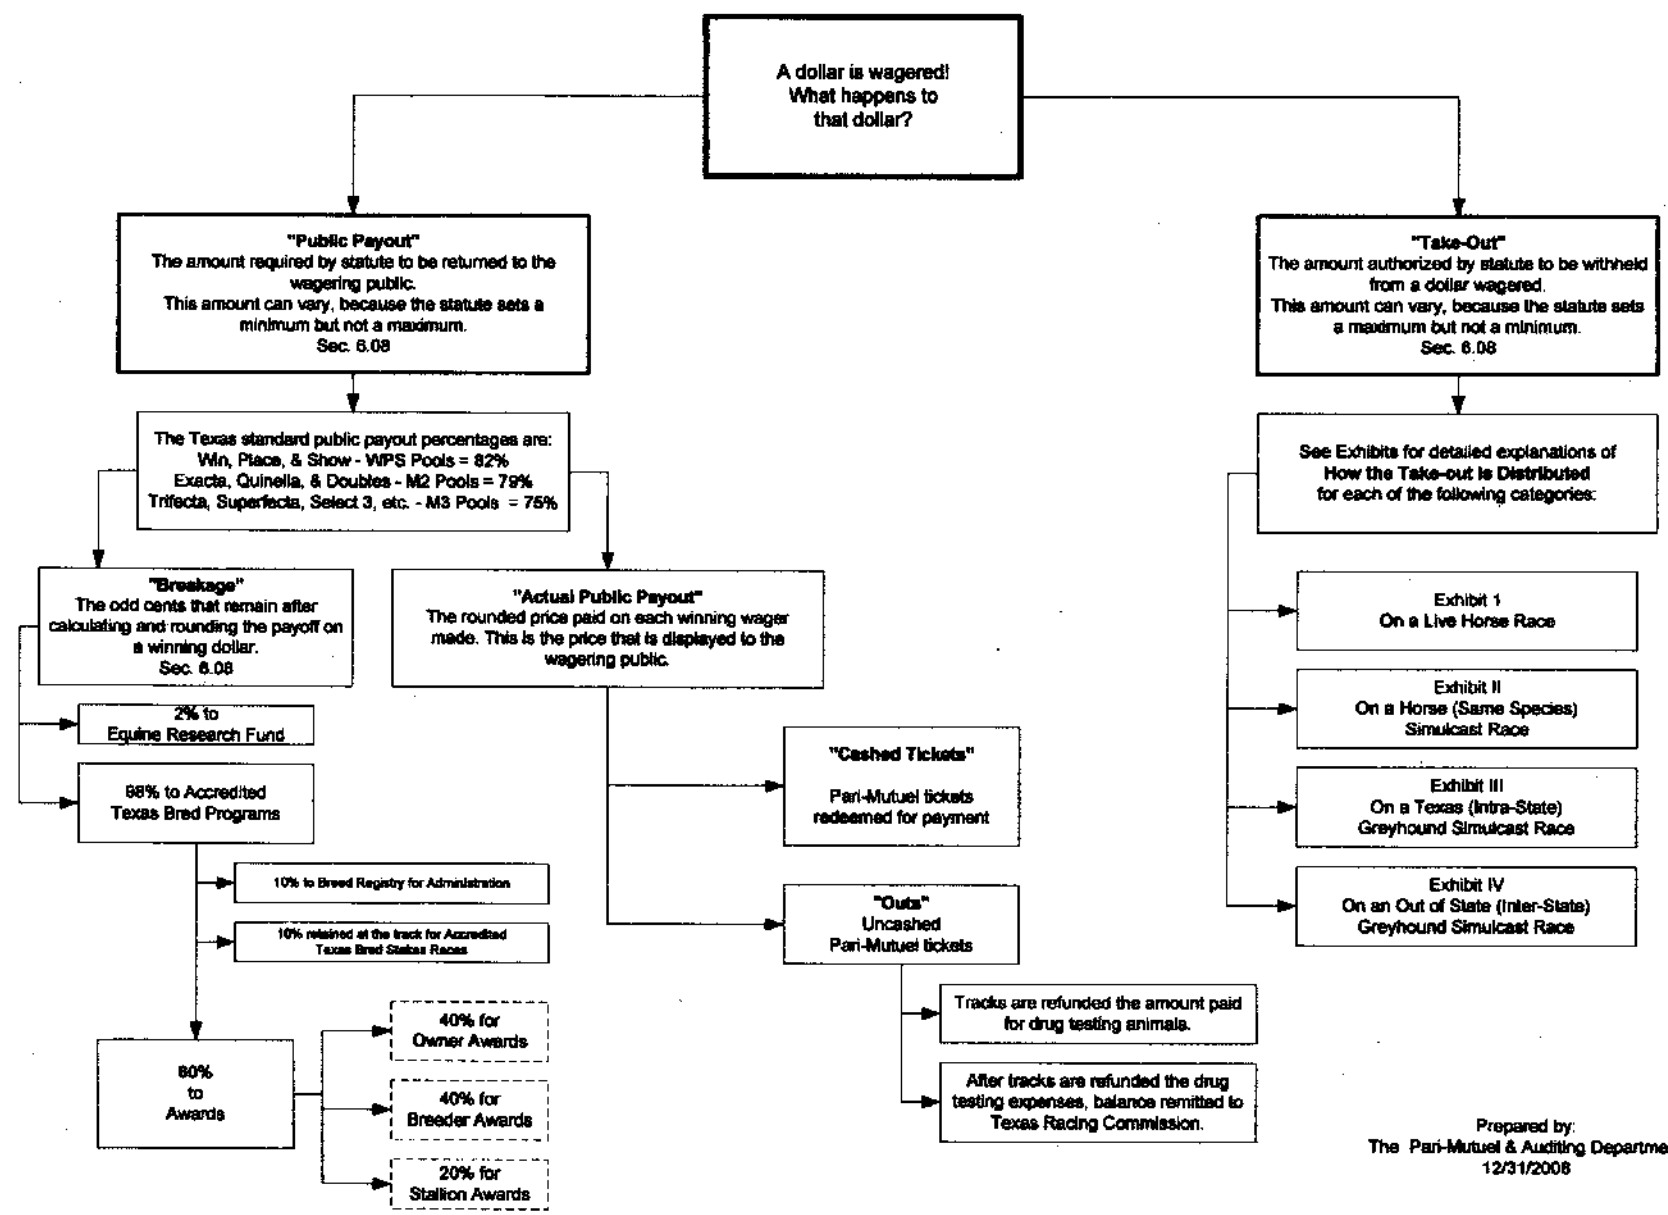 A dollar is wagered!
What happens to
that dollar?
"Public Payout"
The amount required by statute to be returned to the
wagering public.
This amount can vary, because the statute sets a
minimum but not a maximum.
Sec. 6.08
"Take-Out"
The amount authorized by statute to be withheld
from a dollar wagered.
This amount can vary, because the statute sets
a maximum but not a minimum.
Sec. 6.08
The Texas standard public payout percentages are:
Win, Place, & Show - WPS Pools = 82%
Exacta, Quinella, & Doubles - M2 Pools = 79%
Trifecta, Superfecta, Select 3, etc. - M3 Pools = 75%
See Exhibits for detailed explanations of
How the Take-out is Distributed
for each of the following categories:
"Breakage"
The odd cents that remain after
calculating and rounding the payoff on
a winning dollar.
Sec. 6.08
"Actual Public Payout"
The rounded price paid on each winning wager
made. This is the price that is displayed to the
wagering public.
2% to
Equine Research Fund
98% to Accredited
Texas Bred Programs
10% to Breed Registry for Administration
10% retained at the track for Accredited
Texas Bred Stakes Races
80%
to
Awards
40% for
Owner Awards
40% for
Breeder Awards
20% for
Stallion Awards
"Cashed Tickets"
Pari-Mutuel tickets
redeemed for payment
"Outs"
Uncashed
Pari-Mutuel tickets
Tracks are refunded the amount paid
for drug testing animals.
After tracks are refunded the drug
testing expenses, balance remitted to
Texas Racing Commission.
Exhibit 1
On a Live Horse Race
Exhibit II
On a Horse (Same Species)
Simulcast Race
Exhibit III
On a Texas (Intra-State)
Greyhound Simulcast Race
Exhibit IV
On an Out of State (Inter-State)
Greyhound Simulcast Race
Prepared by:
The Pari-Mutuel & Auditing Departme
12/31/2008